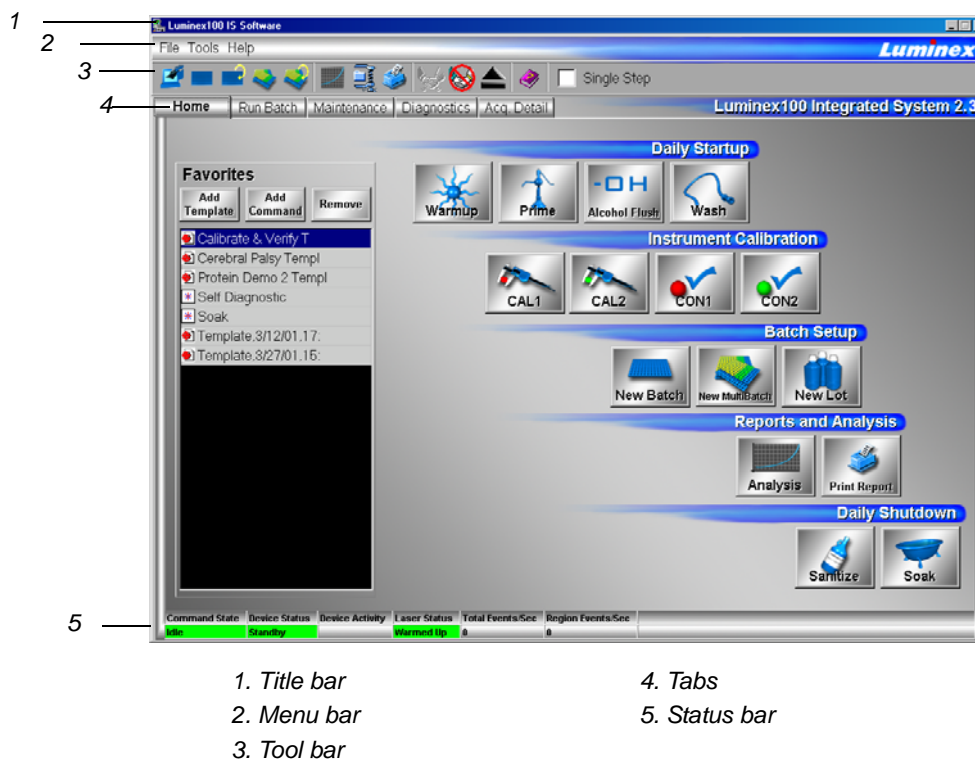 1
Luminex100 IS Software
2
File Tools Help
Luminex
3
Single Step
4
Home Run Batch Maintenance Diagnostics Acq. Detail
Luminex100 Integrated System 2.3
Daily Startup
Favorites
Add Template
Add Command
Remove
Warmup
Prime
-OH
Alcohol Flush
Wash
Calibrate & Verify T
Cerebral Palsy Templ
Protein Demo 2 Templ
Self Diagnostic
Soak
Template.3/12/01.17:
Template.3/27/01.15:
Instrument Calibration
CAL1
CAL2
CON1
CON2
Batch Setup
New Batch
New MultiBatch
New Lot
Reports and Analysis
Analysis
Print Report
Daily Shutdown
Sanitize
Soak
5
Command State Device Status Device Activity Laser Status Total Events/Sec Region Events/Sec
Idle Standby Warmed Up 0 0
1. Title bar
2. Menu bar
3. Tool bar
4. Tabs
5. Status bar